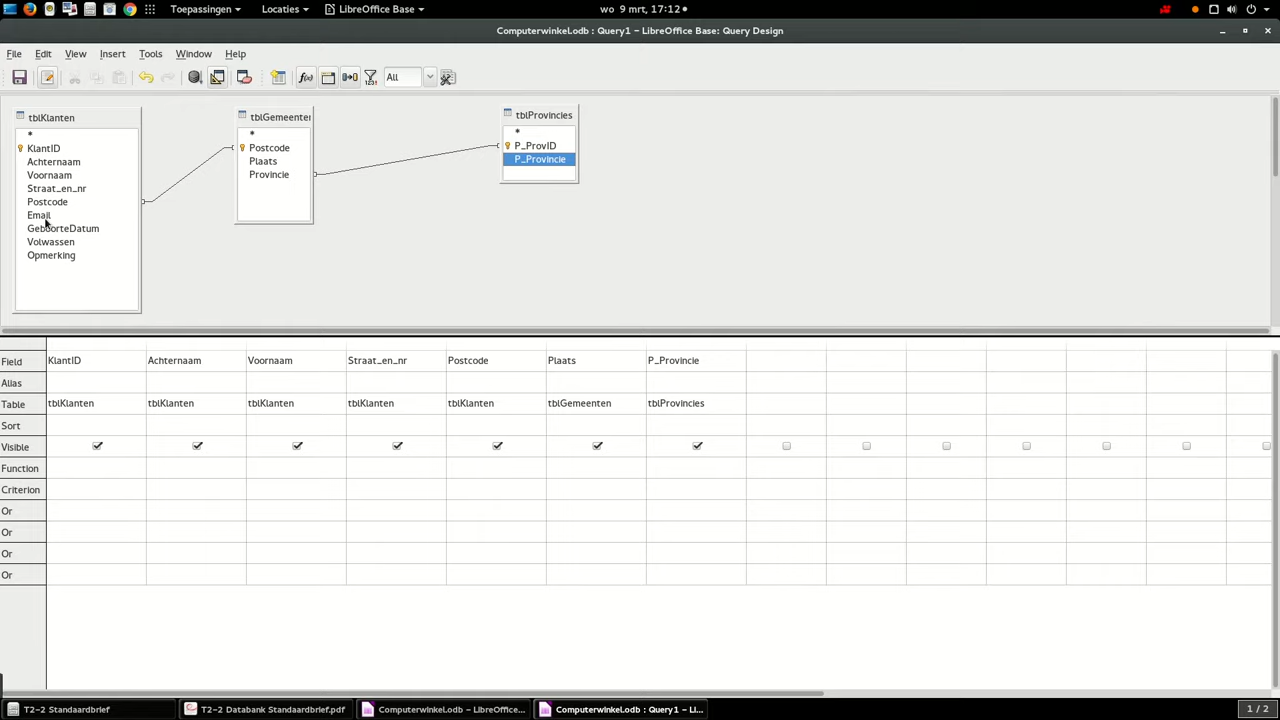 Toepassingen
Locaties
LibreOffice Base
wo 9 mrt, 17:12
Computerwinkel.odb : Query1 – LibreOffice Base: Query Design
File Edit View Insert Tools Window Help
All
tblKlanten
*
KlantID
Achternaam
Voornaam
Straat_en_nr
Postcode
Email
GeboorteDatum
Volwassen
Opmerking
tblGemeenten
*
Postcode
Plaats
Provincie
tblProvincies
*
P_ProvID
P_Provincie
Field KlantID Achternaam Voornaam Straat_en_nr Postcode Plaats P_Provincie
Alias
Table tblKlanten tblKlanten tblKlanten tblKlanten tblKlanten tblGemeenten tblProvincies
Sort
Visible
Function
Criterion
Or
Or
Or
Or
T2-2 Standaardbrief
T2-2 Databank Standaardbrief.pdf
Computerwinkel.odb – LibreOffice...
Computerwinkel.odb : Query1 – Li...
1 / 2